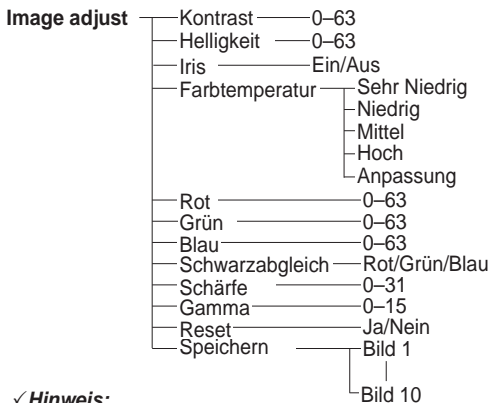 Image adjust Kontrast 0–63
Helligkeit 0–63
Iris Ein/Aus
Farbtemperatur Sehr Niedrig
Niedrig
Mittel
Hoch
Anpassung
Rot 0–63
Grün 0–63
Blau 0–63
Schwarzabgleich Rot/Grün/Blau
Schärfe 0–31
Gamma 0–15
Reset Ja/Nein
Speichern Bild 1
Bild 10
✓Hinweis: